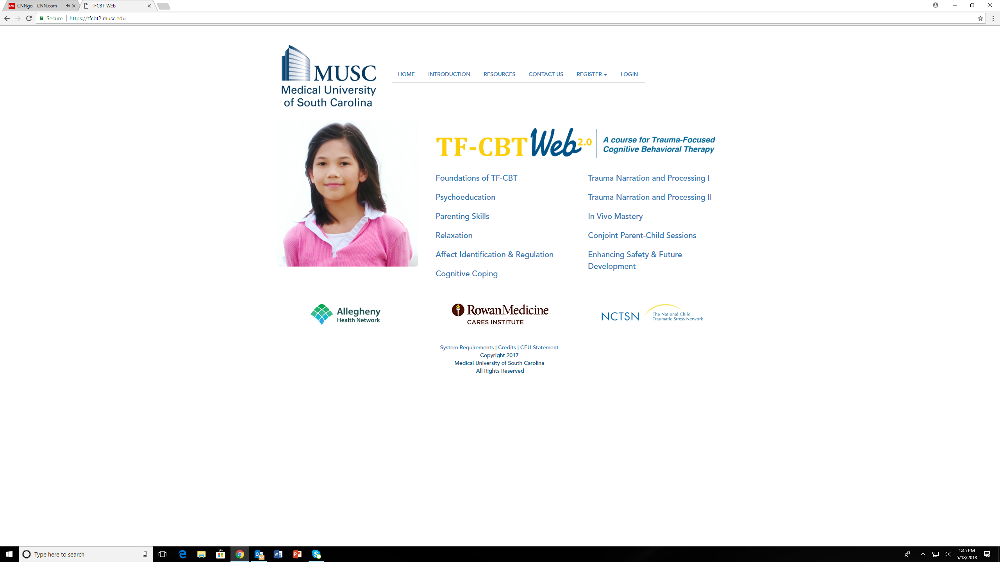 CNNgo - CNN.com
TFCBT-Web
Secure
https://tfcbt2.musc.edu
MUSC
Medical University
of South Carolina
HOME INTRODUCTION RESOURCES CONTACT US REGISTER LOGIN
TF-CBT Web 2.0
A course for Trauma-Focused
Cognitive Behavioral Therapy
Foundations of TF-CBT
Psychoeducation
Parenting Skills
Relaxation
Affect Identification & Regulation
Cognitive Coping
Trauma Narration and Processing I
Trauma Narration and Processing II
In Vivo Mastery
Conjoint Parent-Child Sessions
Enhancing Safety & Future
Development
Allegheny
Health Network
Rowan Medicine
CARES INSTITUTE
NCTSN
The National Child
Traumatic Stress Network
System Requirements | Credits | CEU Statement
Copyright 2017
Medical University of South Carolina
All Rights Reserved
Type here to search
1:45 PM
5/18/2018